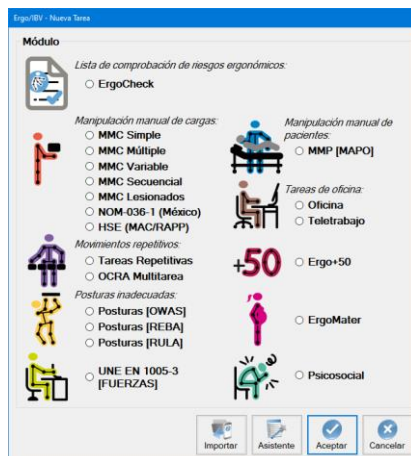 Ergo/IBV - Nueva Tarea
Módulo
Lista de comprobación de riesgos ergonómicos:
ErgoCheck
Manipulación manual de cargas:
MMC Simple
MMC Múltiple
MMC Variable
MMC Secuencial
MMC Lesionados
NOM-036-1 (México)
HSE (MAC/RAPP)
Movimientos repetitivos:
Tareas Repetitivas
OCRA Multitarea
Posturas inadecuadas:
Posturas [OWAS]
Posturas [REBA]
Posturas [RULA]
UNE EN 1005-3
[FUERZAS]
Manipulación manual de
pacientes:
MMP [MAPO]
Tareas de oficina:
Oficina
Teletrabajo
+50
Ergo+50
ErgoMater
Psicosocial
Importar
Asistente
Aceptar
Cancelar